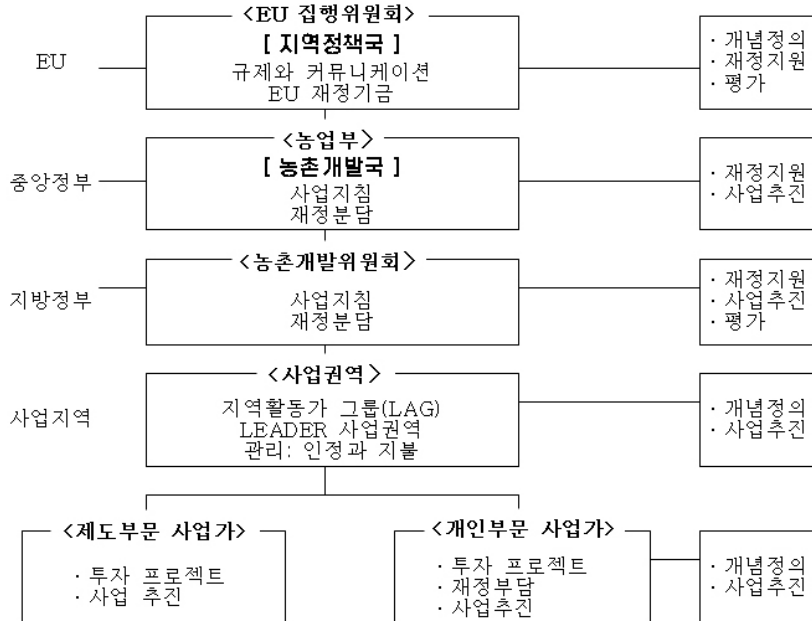 <EU 집행위원회>
[ 지역정책국 ]
EU
규제와 커뮤니케이션
EU 재정기금
· 개념정의
· 재정지원
· 평가
<농업부>
[ 농촌개발국 ]
중앙정부
사업지침
재정분담
· 재정지원
· 사업추진
<농촌개발위원회>
지방정부
사업지침
재정분담
· 재정지원
· 사업추진
· 평가
<사업권역>
사업지역
지역활동가 그룹(LAG)
LEADER 사업권역
관리: 인정과 지불
· 개념정의
· 사업추진
<제도부문 사업가>
· 투자 프로젝트
· 사업 추진
<개인부문 사업가>
· 투자 프로젝트
· 재정부담
· 사업추진
· 개념정의
· 사업추진